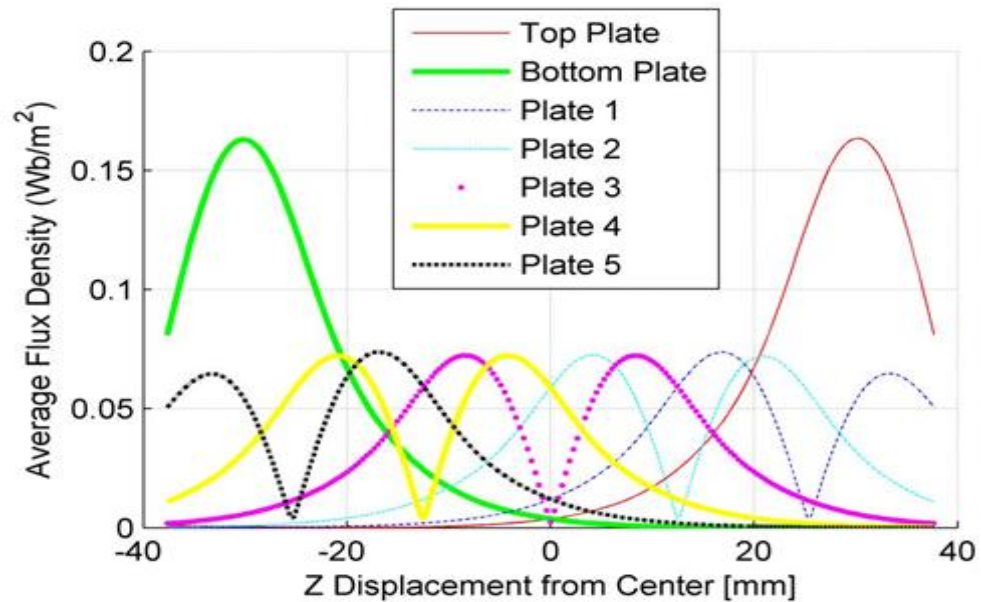 Top Plate
Bottom Plate
Plate 1
Plate 2
Plate 3
Plate 4
Plate 5
Average Flux Density (Wb/m²)
0.2
0.15
0.1
0.05
0
-40 -20 0 20 40
Z Displacement from Center [mm]